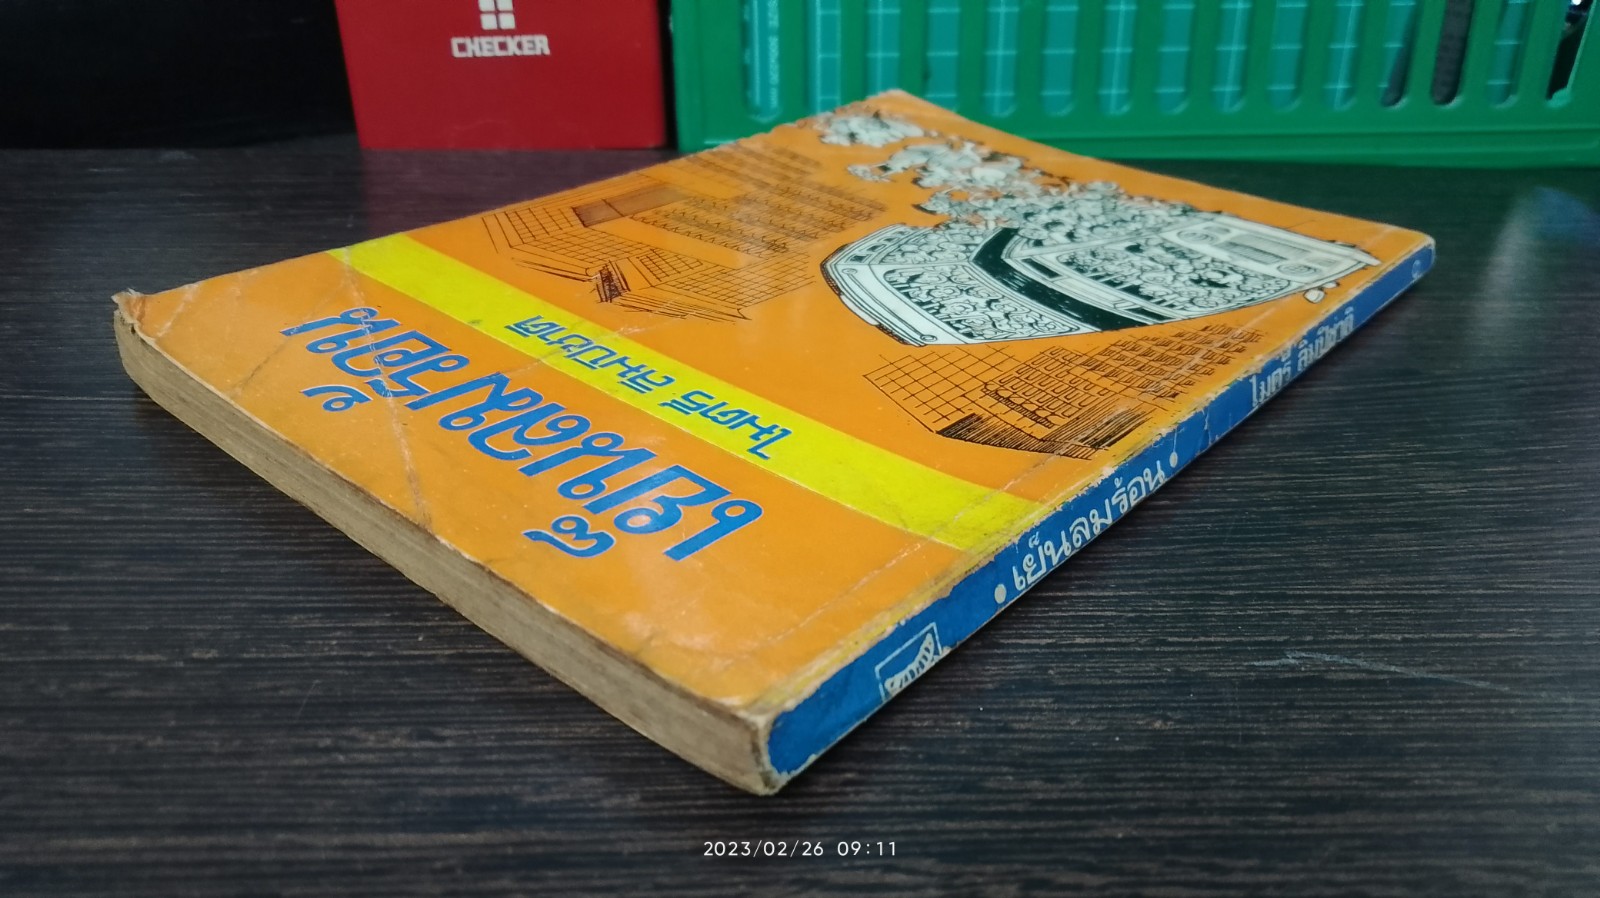 CHECKER
เย็นลมร้อน
ไมตรี ลิมปิชาติ
• เย็นลมร้อน •
ไมตรี ลิมปิชาติ
2023/02/26 09:11